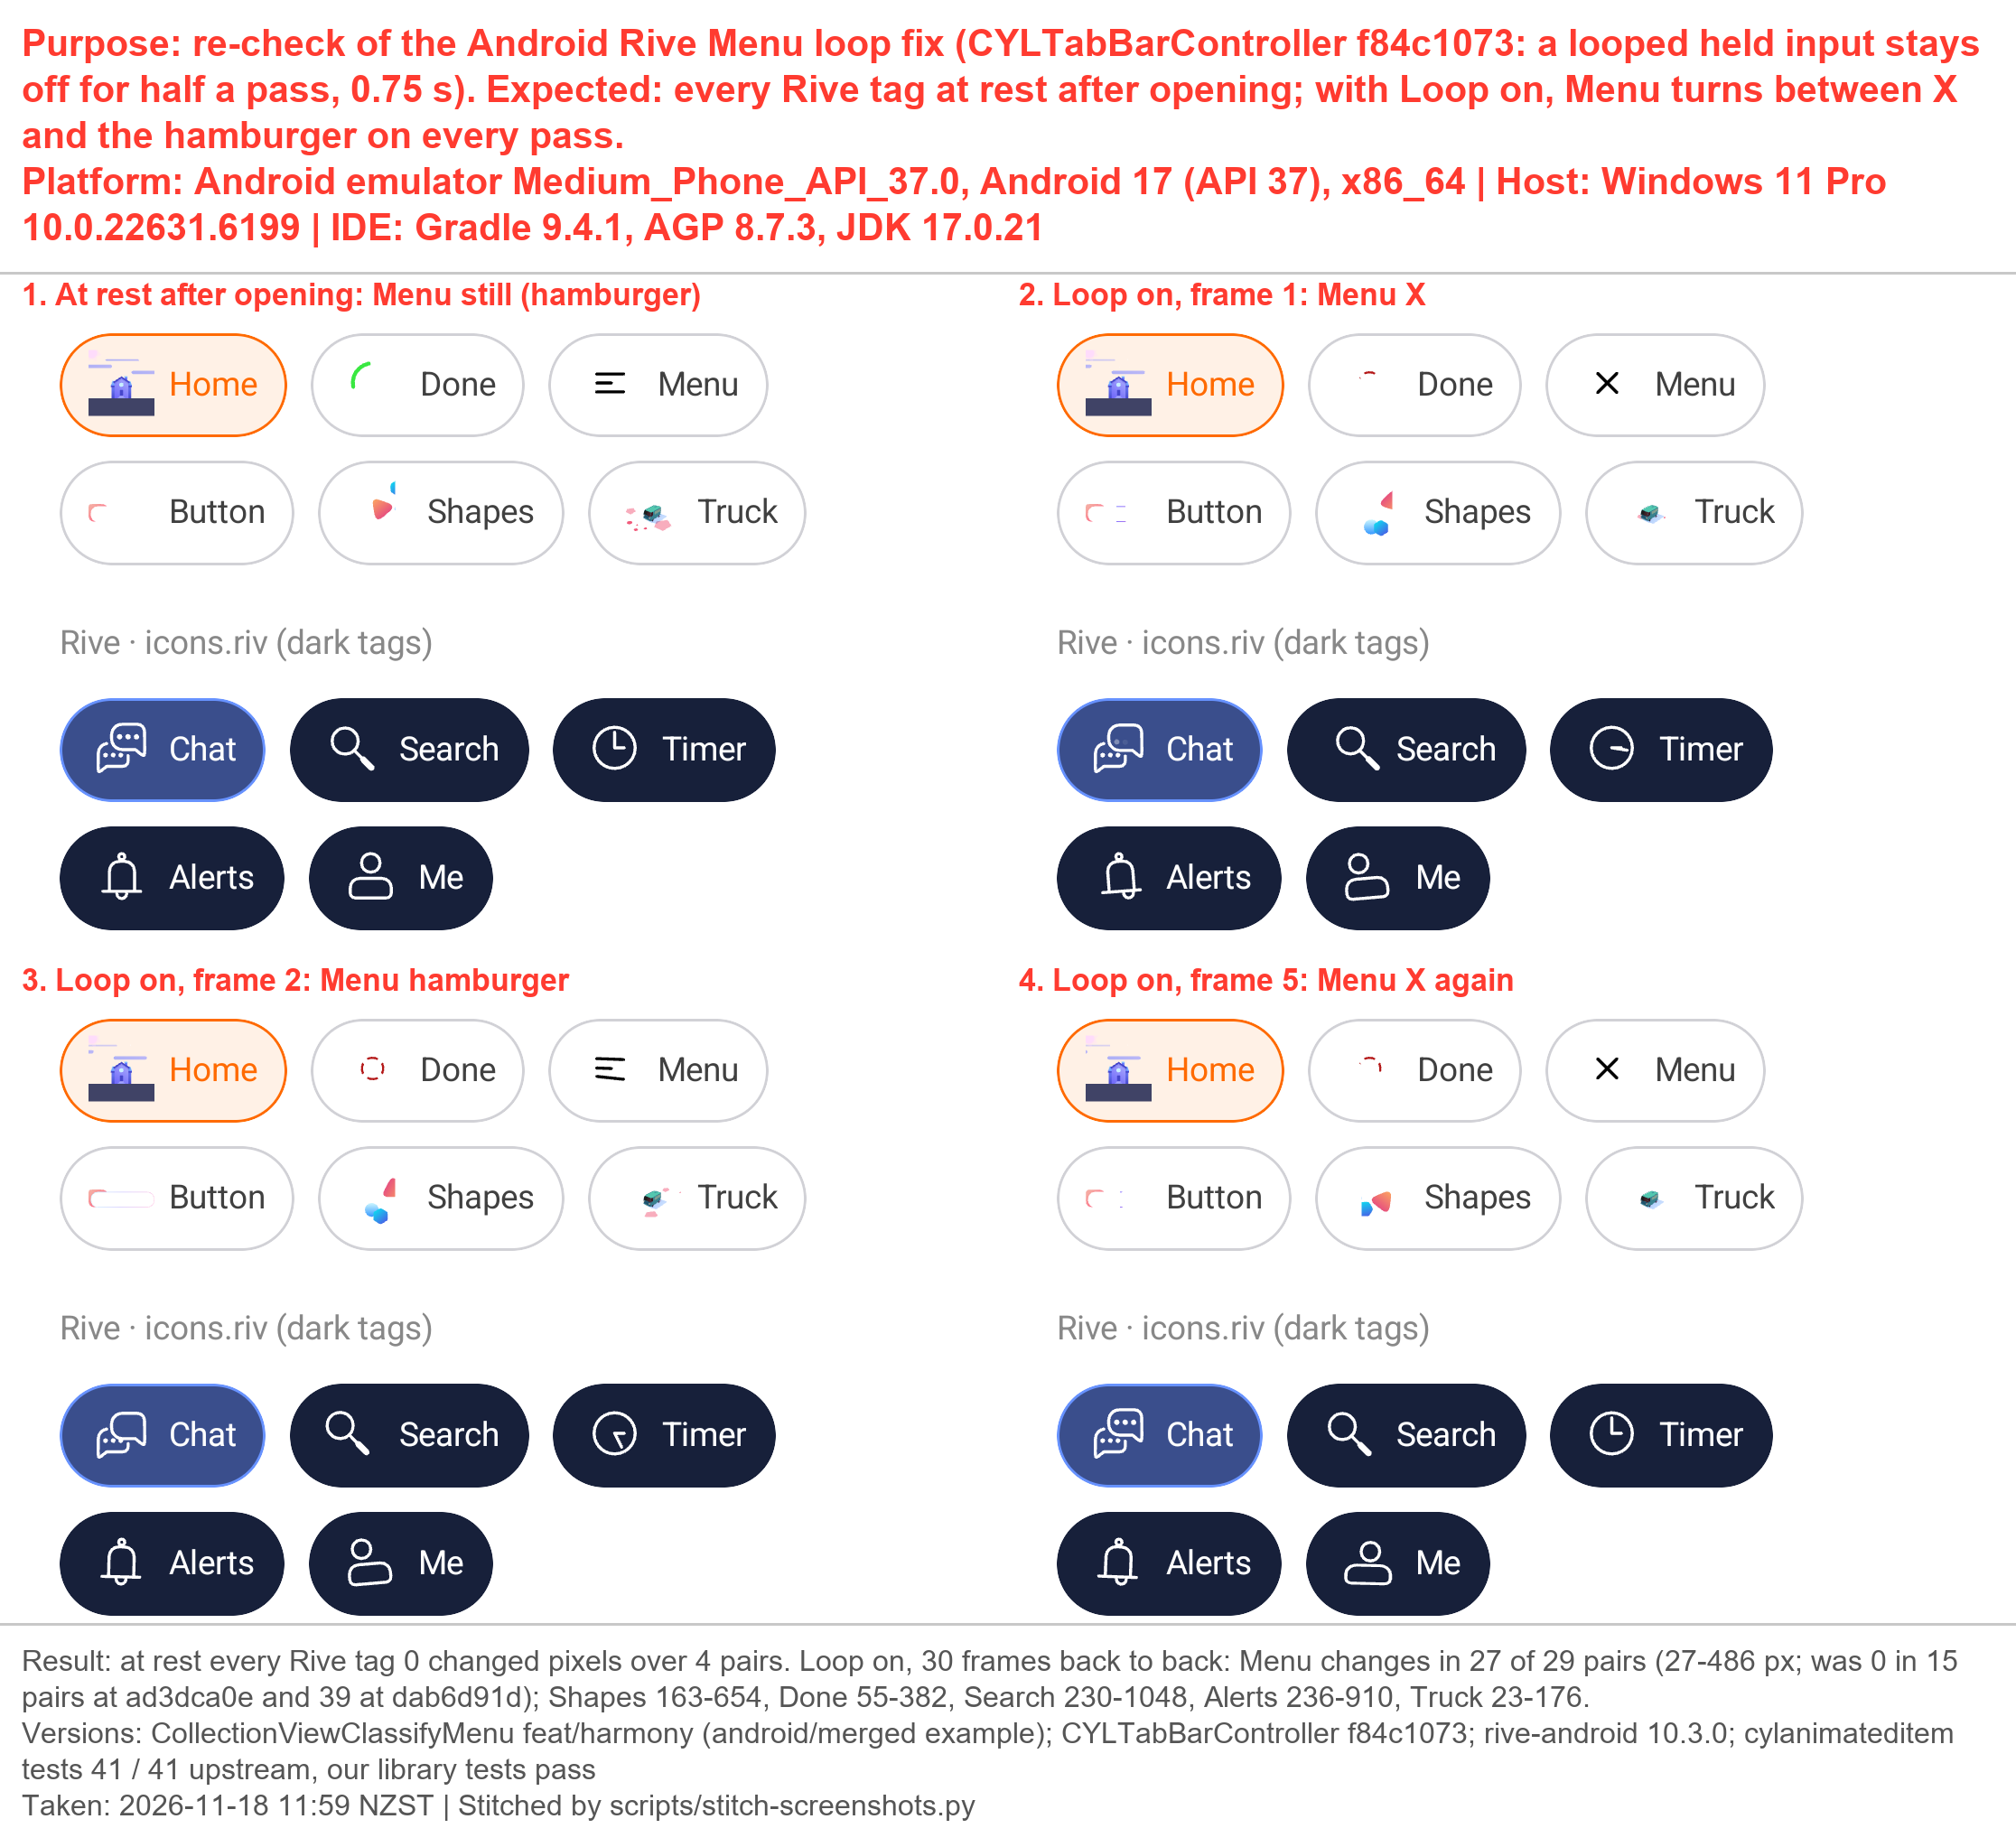 Purpose: re-check of the Android Rive Menu loop fix (CYLTabBarController f84c1073: a looped held input stays
off for half a pass, 0.75 s). Expected: every Rive tag at rest after opening; with Loop on, Menu turns between X
and the hamburger on every pass.
Platform: Android emulator Medium_Phone_API_37.0, Android 17 (API 37), x86_64 | Host: Windows 11 Pro
10.0.22631.6199 | IDE: Gradle 9.4.1, AGP 8.7.3, JDK 17.0.21
1. At rest after opening: Menu still (hamburger)
Home Done Menu
Button Shapes Truck
Rive · icons.riv (dark tags)
Chat Search Timer
Alerts Me
2. Loop on, frame 1: Menu X
Home Done Menu
Button Shapes Truck
Rive · icons.riv (dark tags)
Chat Search Timer
Alerts Me
3. Loop on, frame 2: Menu hamburger
Home Done Menu
Button Shapes Truck
Rive · icons.riv (dark tags)
Chat Search Timer
Alerts Me
4. Loop on, frame 5: Menu X again
Home Done Menu
Button Shapes Truck
Rive · icons.riv (dark tags)
Chat Search Timer
Alerts Me
Result: at rest every Rive tag 0 changed pixels over 4 pairs. Loop on, 30 frames back to back: Menu changes in 27 of 29 pairs (27-486 px; was 0 in 15
pairs at ad3dca0e and 39 at dab6d91d); Shapes 163-654, Done 55-382, Search 230-1048, Alerts 236-910, Truck 23-176.
Versions: CollectionViewClassifyMenu feat/harmony (android/merged example); CYLTabBarController f84c1073; rive-android 10.3.0; cylanimateditem
tests 41 / 41 upstream, our library tests pass
Taken: 2026-11-18 11:59 NZST | Stitched by scripts/stitch-screenshots.py